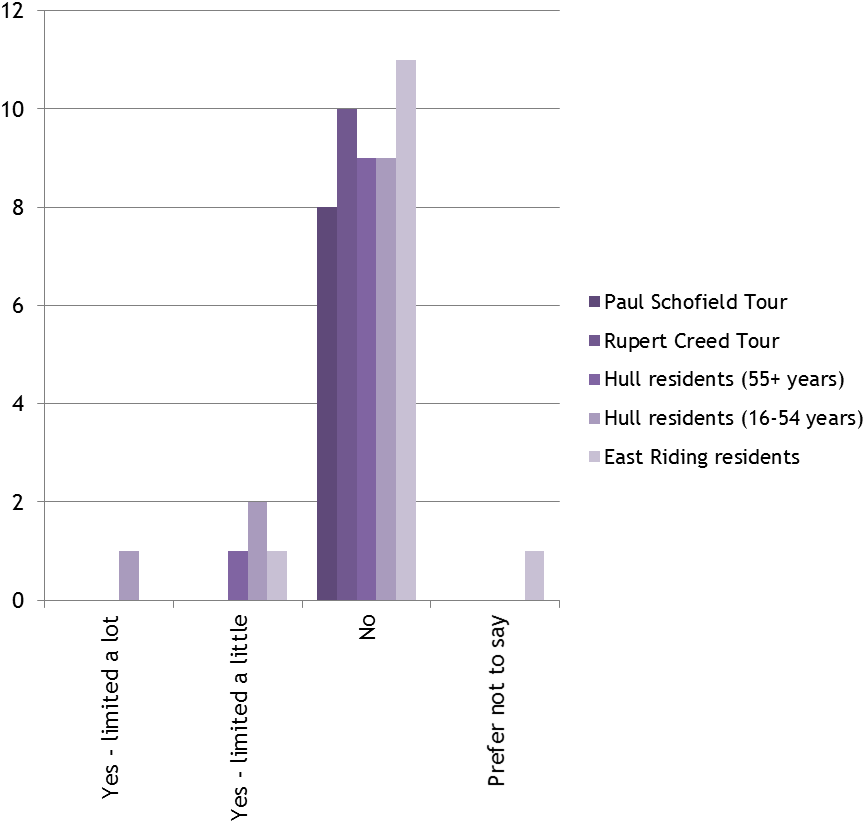 12
10
8
6
4
2
0
Yes - limited a lot
Yes - limited a little
No
Prefer not to say
Paul Schofield Tour
Rupert Creed Tour
Hull residents (55+ years)
Hull residents (16-54 years)
East Riding residents